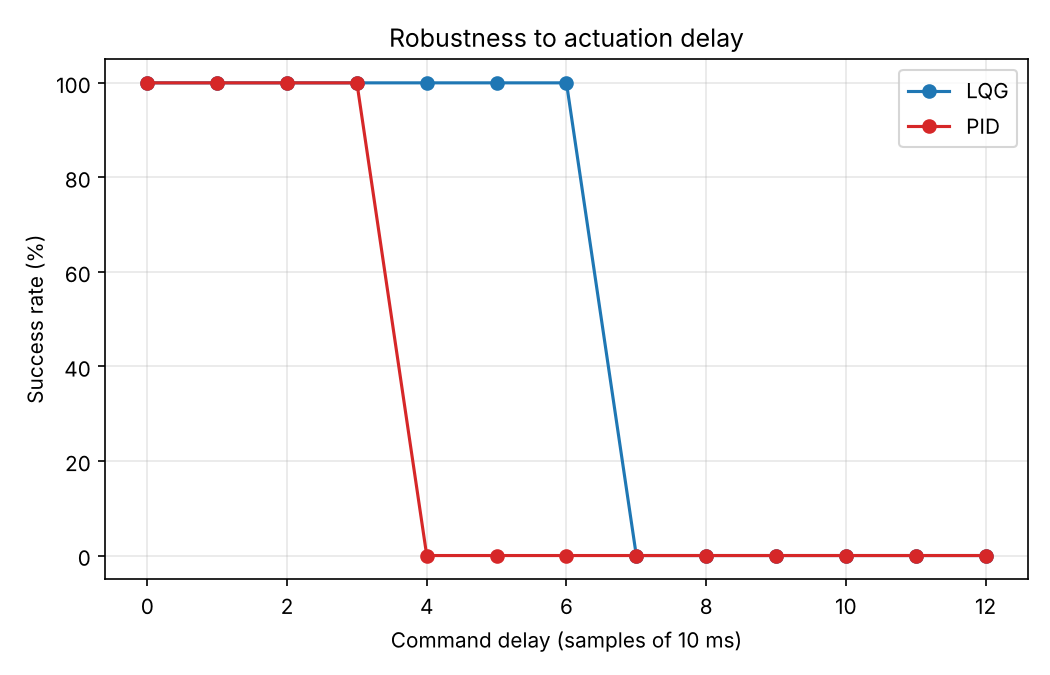 Robustness to actuation delay
LQG
PID
Success rate (%)
100
80
60
40
20
0
0 2 4 6 8 10 12
Command delay (samples of 10 ms)